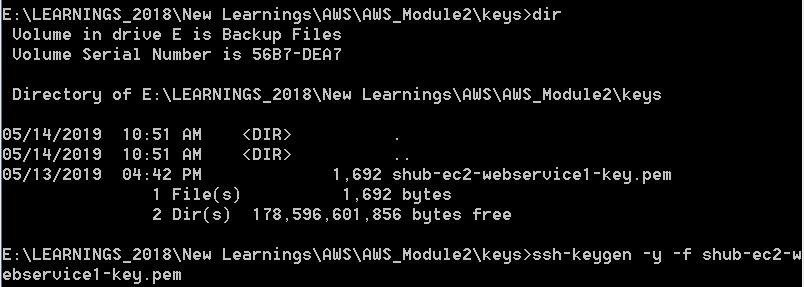 E:\LEARNINGS_2018\New Learnings\AWS\AWS_Module2\keys>dir
 Volume in drive E is Backup Files
 Volume Serial Number is 56B7-DEA7

 Directory of E:\LEARNINGS_2018\New Learnings\AWS\AWS_Module2\keys

05/14/2019  10:51 AM    <DIR>          .
05/14/2019  10:51 AM    <DIR>          ..
05/13/2019  04:42 PM             1,692 shub-ec2-webservice1-key.pem
               1 File(s)          1,692 bytes
               2 Dir(s)  178,596,601,856 bytes free

E:\LEARNINGS_2018\New Learnings\AWS\AWS_Module2\keys>ssh-keygen -y -f shub-ec2-w
ebservice1-key.pem